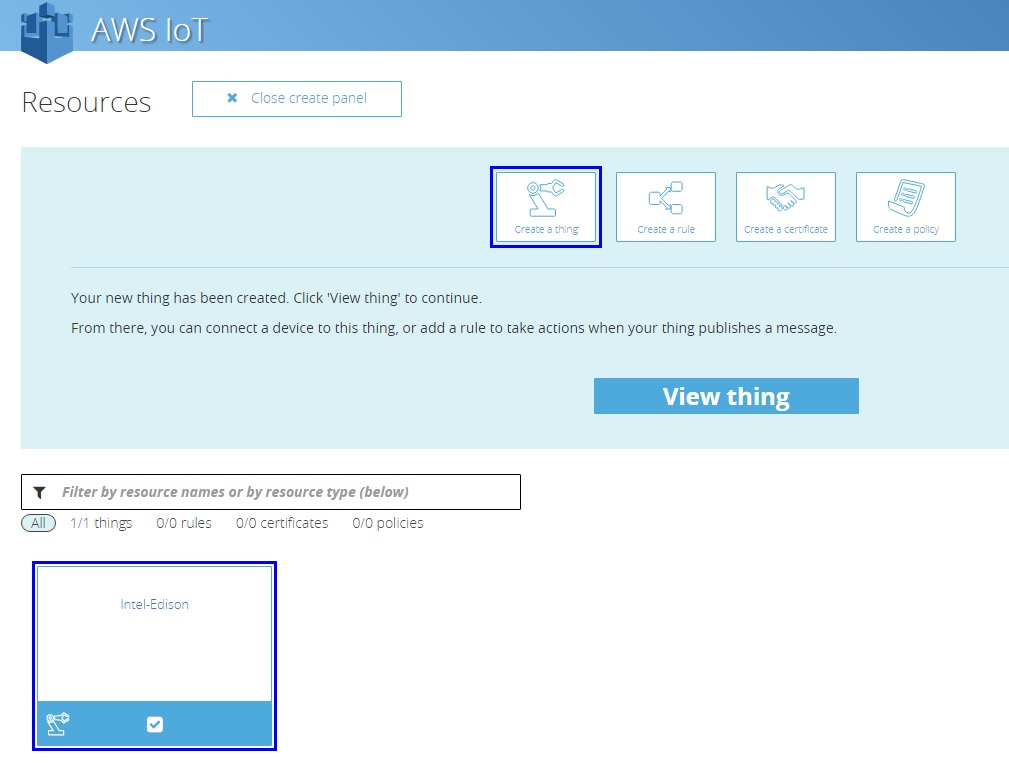 AWS IoT
Resources
✖ Close create panel
Create a thing
Create a rule
Create a certificate
Create a policy
Your new thing has been created. Click 'View thing' to continue.
From there, you can connect a device to this thing, or add a rule to take actions when your thing publishes a message.
View thing
Filter by resource names or by resource type (below)
All 1/1 things 0/0 rules 0/0 certificates 0/0 policies
Intel-Edison